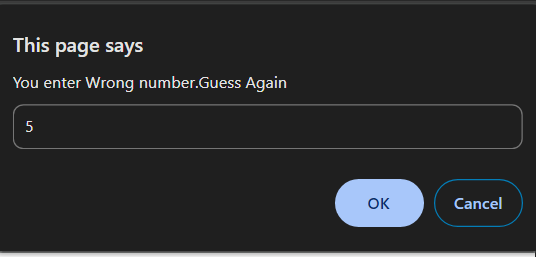 This page says
You enter Wrong number.Guess Again
5
OK
Cancel